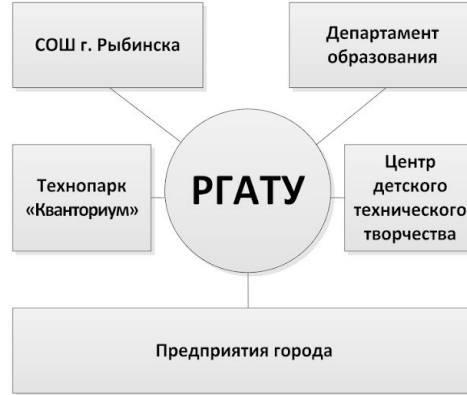 СОШ г. Рыбинска
Департамент
образования
Технопарк
«Кванториум»
РГАТУ
Центр
детского
технического
творчества
Предприятия города